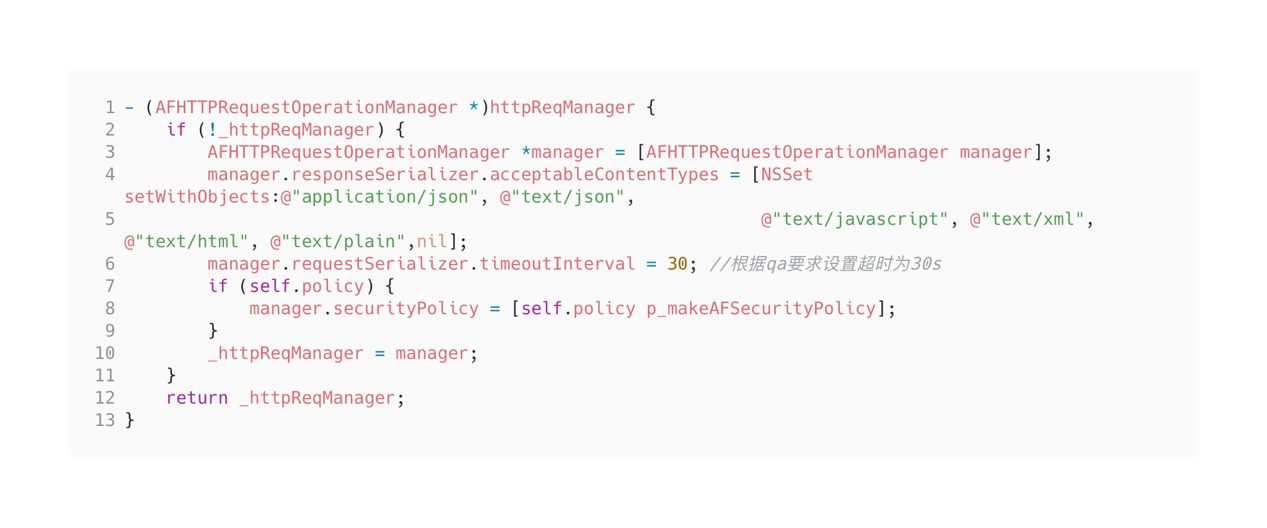 1 - (AFHTTPRequestOperationManager *)httpReqManager {
2     if (!_httpReqManager) {
3         AFHTTPRequestOperationManager *manager = [AFHTTPRequestOperationManager manager];
4         manager.responseSerializer.acceptableContentTypes = [NSSet
setWithObjects:@"application/json", @"text/json",
5                                                              @"text/javascript", @"text/xml",
@"text/html", @"text/plain",nil];
6         manager.requestSerializer.timeoutInterval = 30; //根据qa要求设置超时为30s
7         if (self.policy) {
8             manager.securityPolicy = [self.policy p_makeAFSecurityPolicy];
9         }
10         _httpReqManager = manager;
11     }
12     return _httpReqManager;
13 }